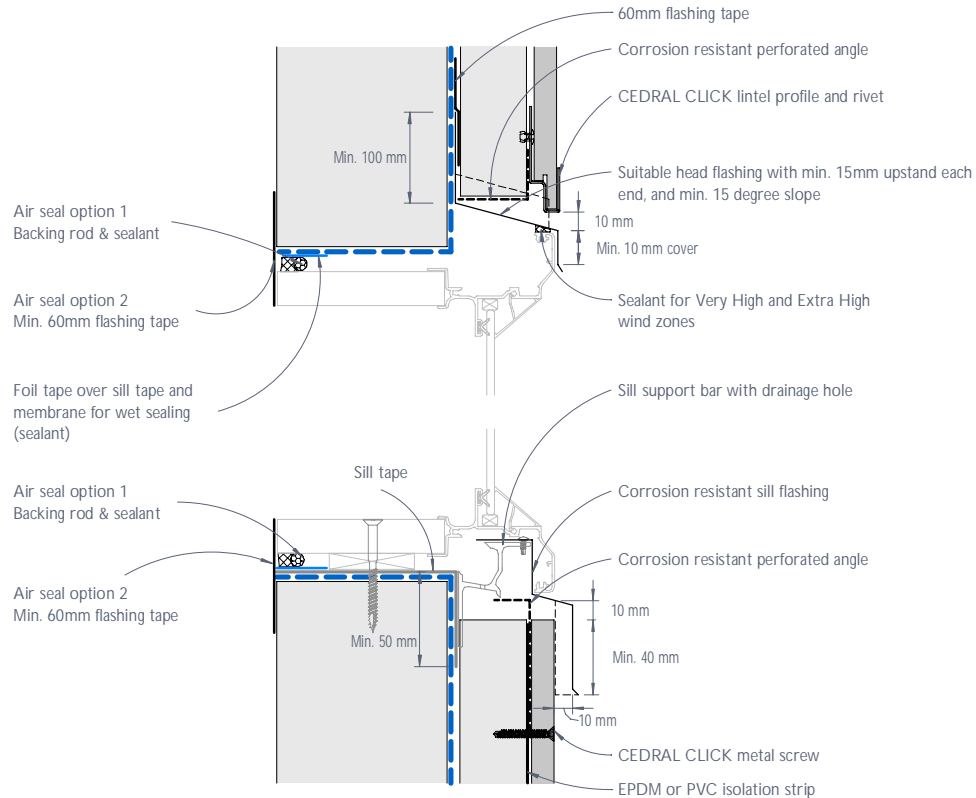 60mm flashing tape
Corrosion resistant perforated angle
CEDRAL CLICK lintel profile and rivet
Min. 100 mm
Suitable head flashing with min. 15mm upstand each
end, and min. 15 degree slope
Air seal option 1
Backing rod & sealant
10 mm
Min. 10 mm cover
Air seal option 2
Min. 60mm flashing tape
Sealant for Very High and Extra High
wind zones
Foil tape over sill tape and
membrane for wet sealing
(sealant)
Sill support bar with drainage hole
Sill tape
Air seal option 1
Backing rod & sealant
Corrosion resistant sill flashing
Corrosion resistant perforated angle
Air seal option 2
Min. 60mm flashing tape
10 mm
Min. 50 mm
Min. 40 mm
10 mm
CEDRAL CLICK metal screw
EPDM or PVC isolation strip